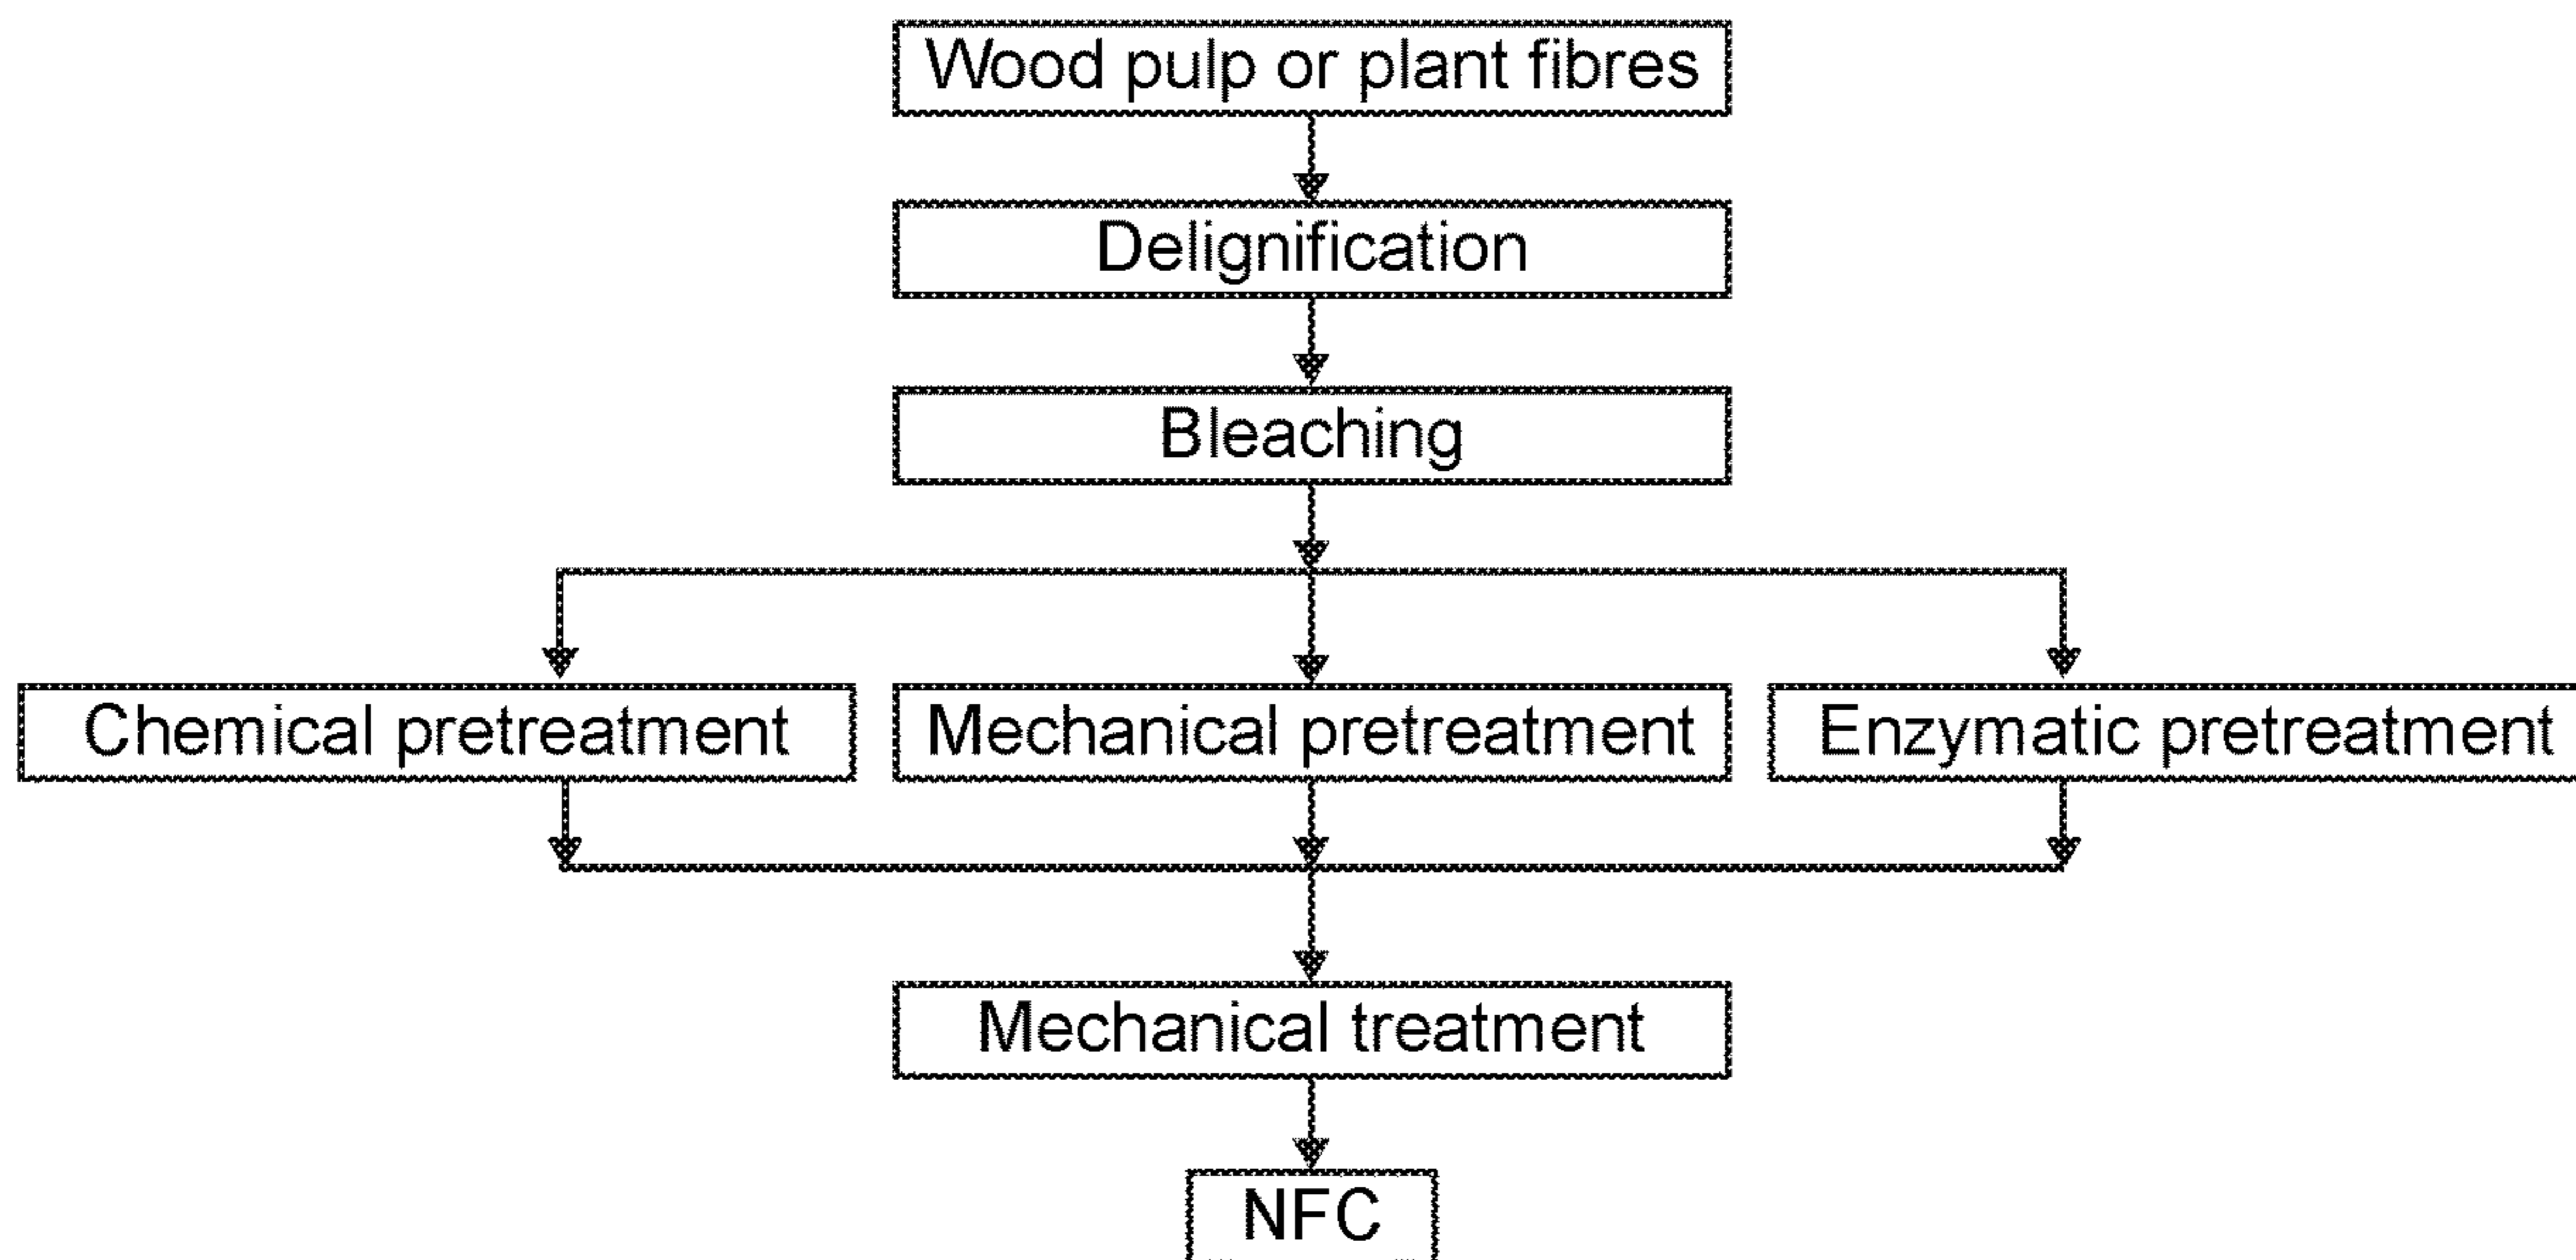 Wood pulp or plant fibres
Delignification
Bleaching
Chemical pretreatment
Mechanical pretreatment
Enzymatic pretreatment
Mechanical treatment
NFC